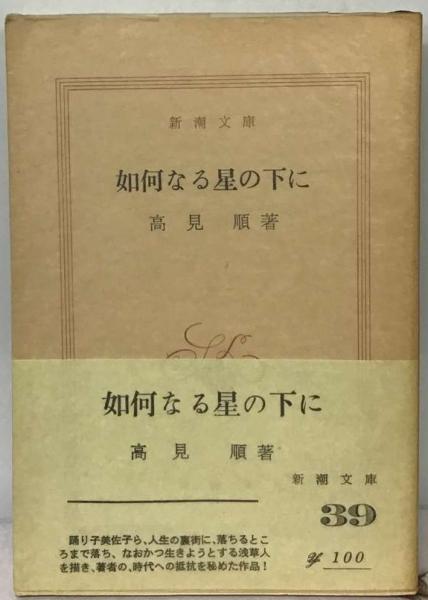 新潮文庫
如何なる星の下に
高見 順著
如何なる星の下に
高見 順著
新潮文庫
39
¥ 100
踊り子美佐子ら、人生の裏街に、落ちるとこ
ろまで落ち、なおかつ生きようとする浅草人
を描き、著者の、時代への抵抗を秘めた作品!